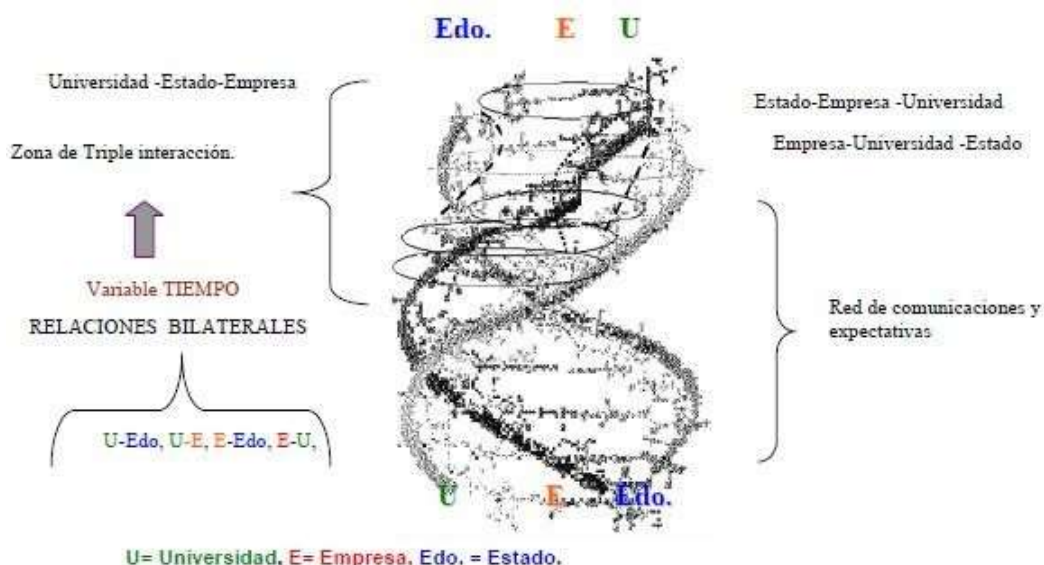 Edo. E U
Universidad -Estado-Empresa
Zona de Triple interacción.
Variable TIEMPO
RELACIONES BILATERALES
U-Edo, U-E, E-Edo, E-U,
Estado-Empresa -Universidad
Empresa-Universidad -Estado
Red de comunicaciones y
expectativas
U E Edo.
U= Universidad, E= Empresa, Edo. = Estado.